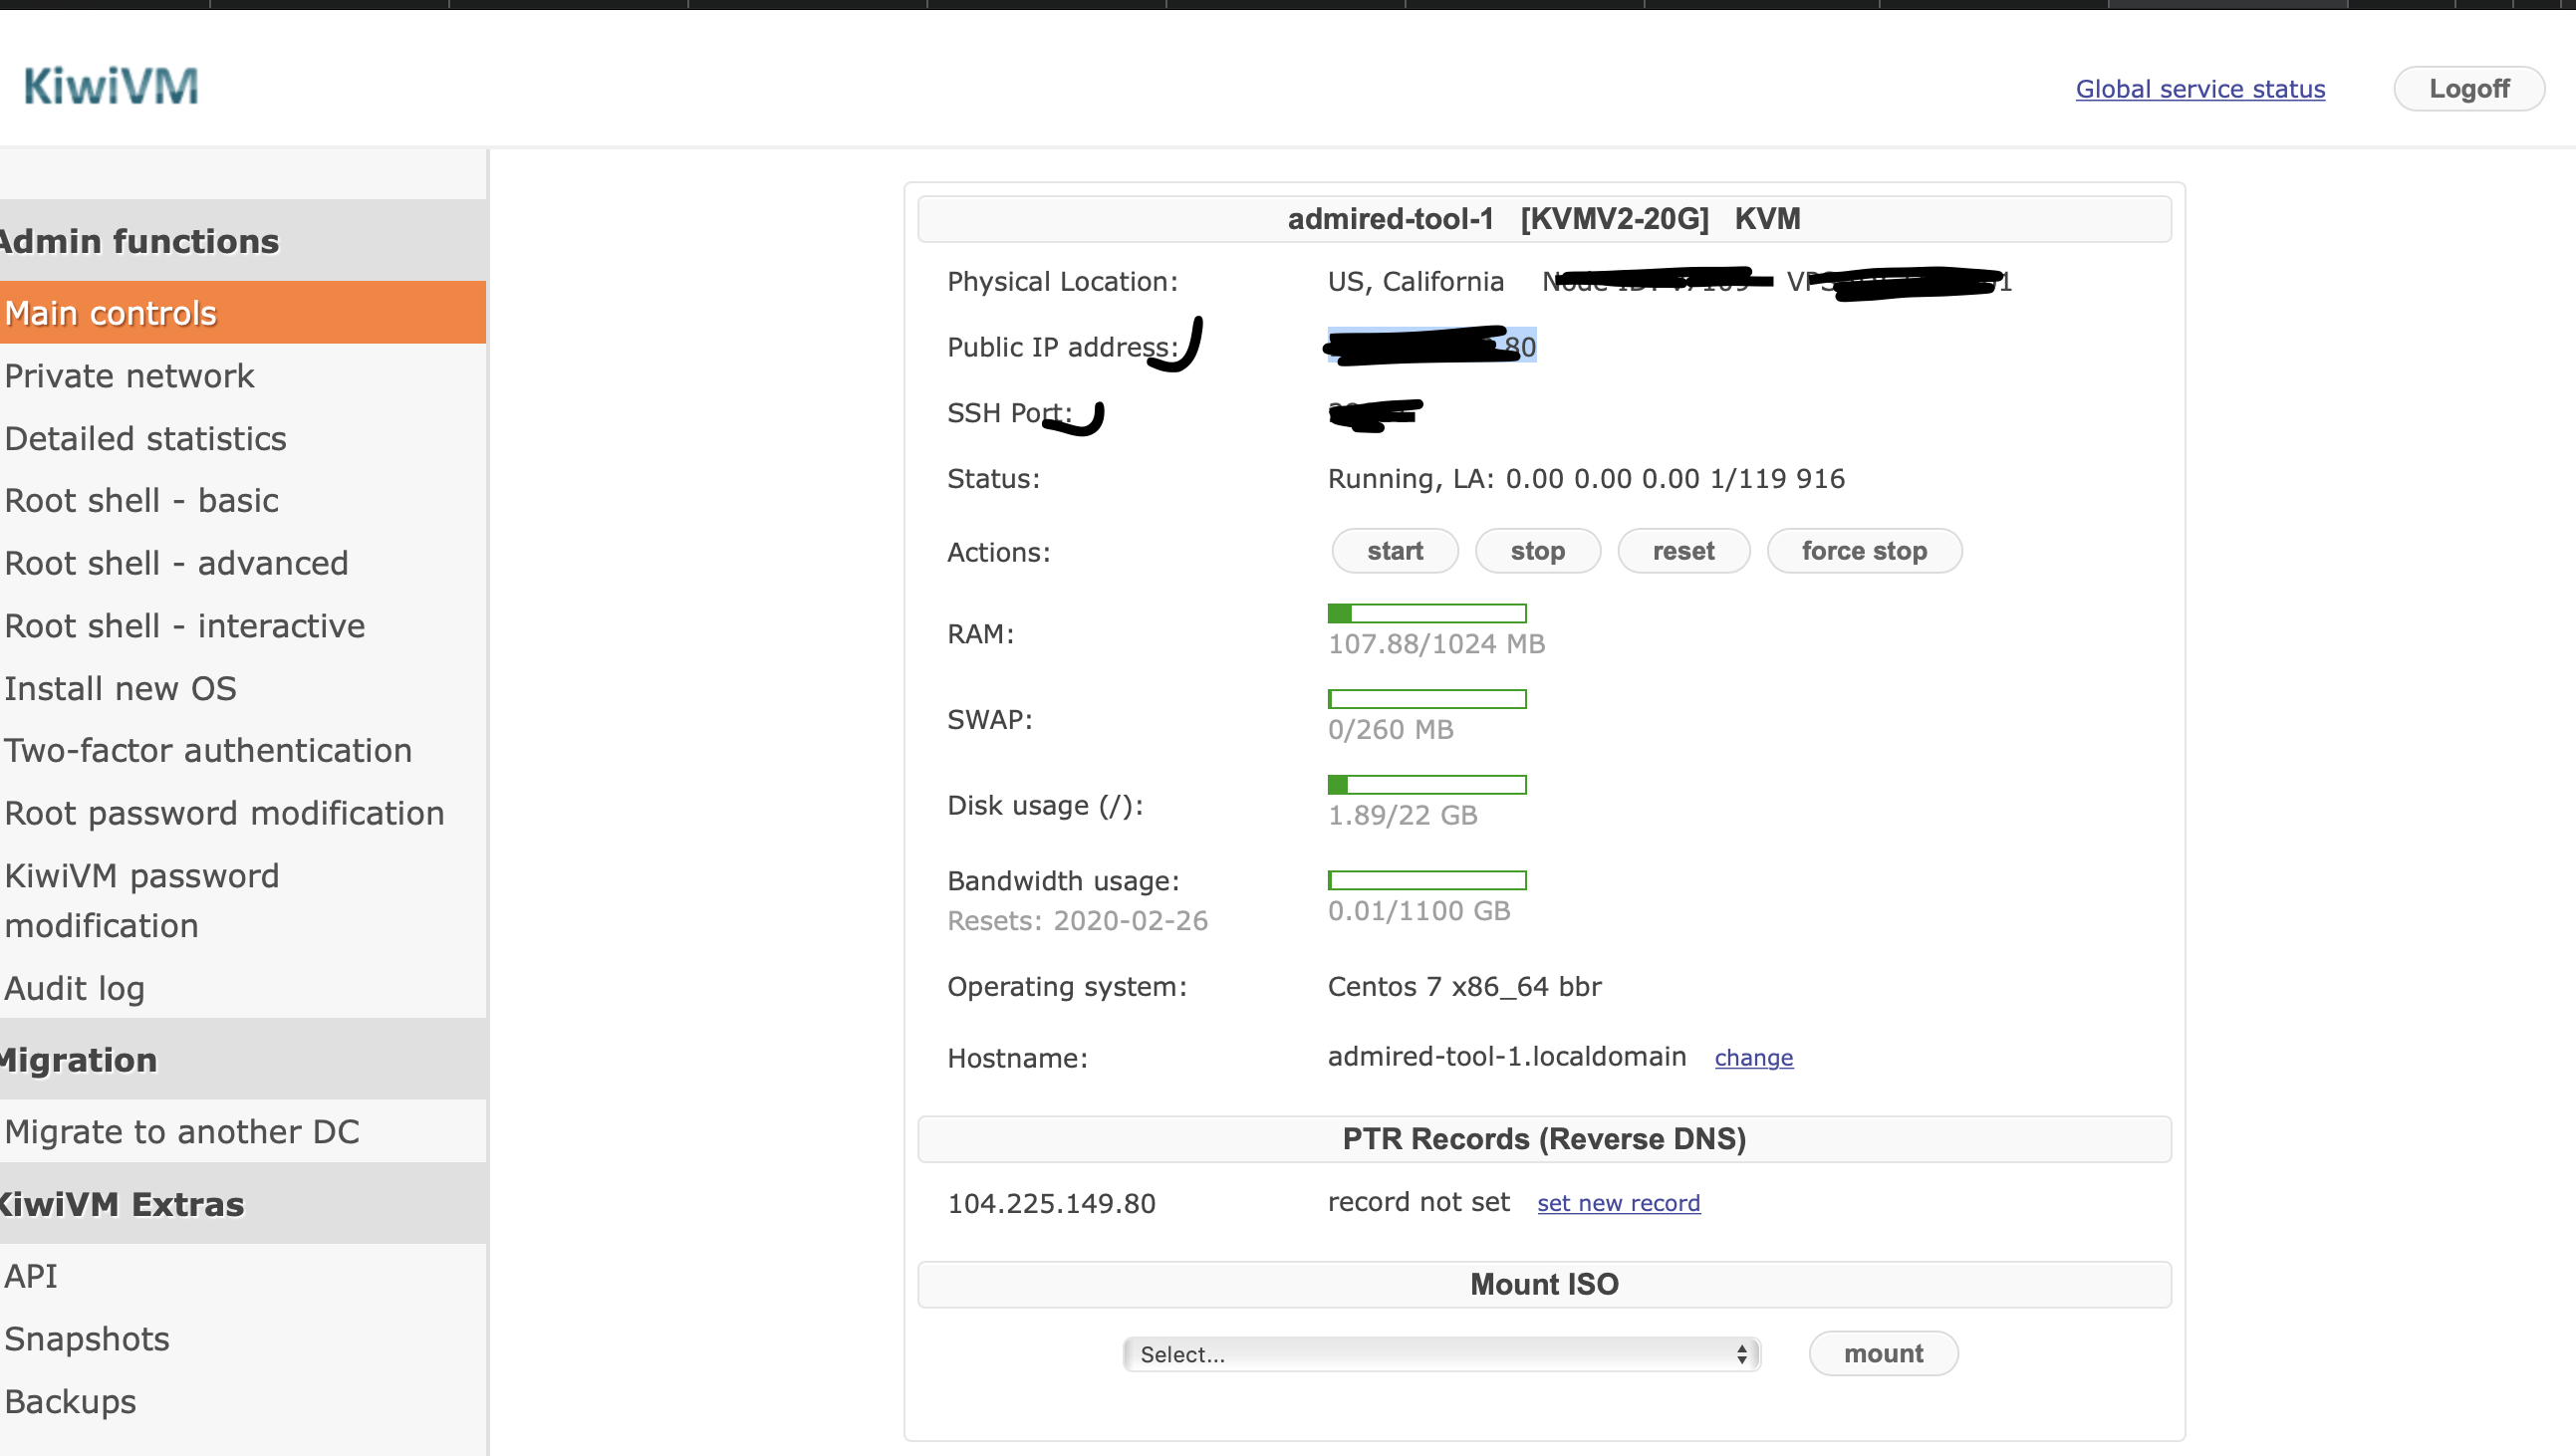 KiwiVM
Global service status
Logoff
Admin functions
Main controls
Private network
Detailed statistics
Root shell - basic
Root shell - advanced
Root shell - interactive
Install new OS
Two-factor authentication
Root password modification
KiwiVM password
modification
Audit log
Migration
Migrate to another DC
KiwiVM Extras
API
Snapshots
Backups
admired-tool-1 [KVMV2-20G] KVM
Physical Location: US, California
Public IP address: 80
SSH Port:
Status: Running, LA: 0.00 0.00 0.00 1/119 916
Actions: start stop reset force stop
RAM: 107.88/1024 MB
SWAP: 0/260 MB
Disk usage (/): 1.89/22 GB
Bandwidth usage:
Resets: 2020-02-26 0.01/1100 GB
Operating system: Centos 7 x86_64 bbr
Hostname: admired-tool-1.localdomain change
PTR Records (Reverse DNS)
104.225.149.80 record not set set new record
Mount ISO
Select... mount